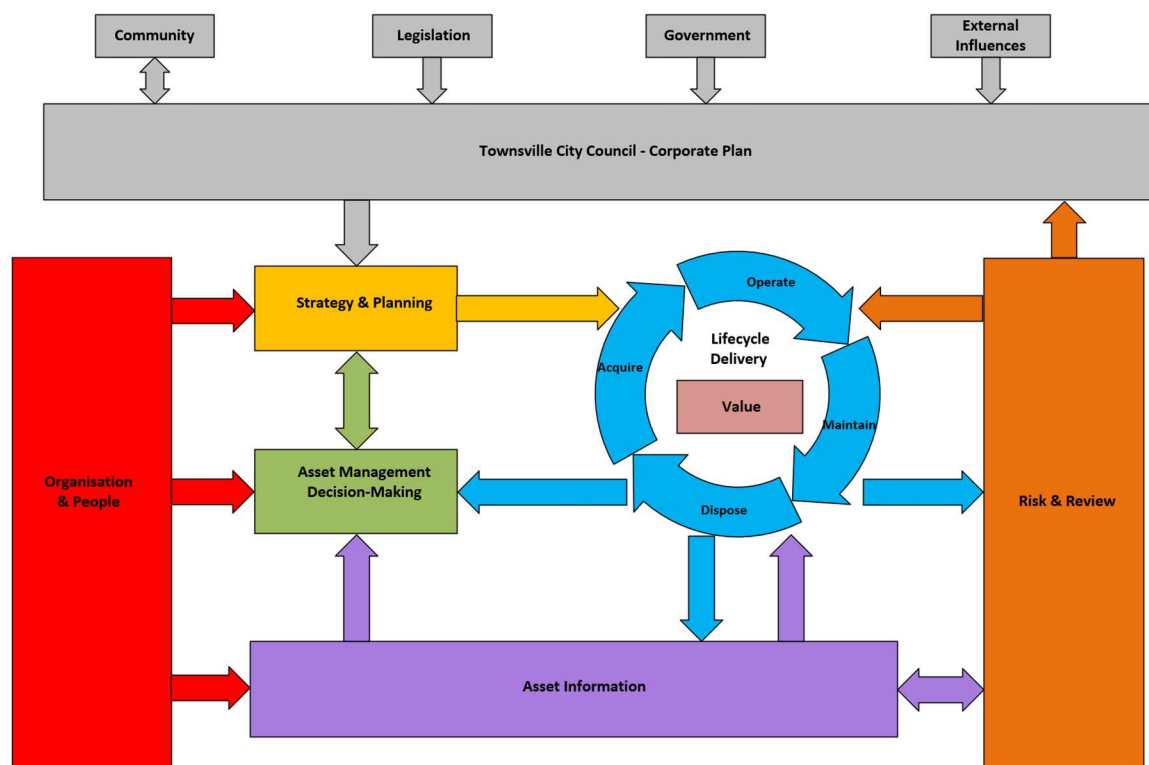 Community
Legislation
Government
External
Influences
Townsville City Council - Corporate Plan
Strategy & Planning
Operate
Lifecycle
Delivery
Acquire
Value
Maintain
Asset Management
Decision-Making
Organisation
& People
Risk & Review
Dispose
Asset Information